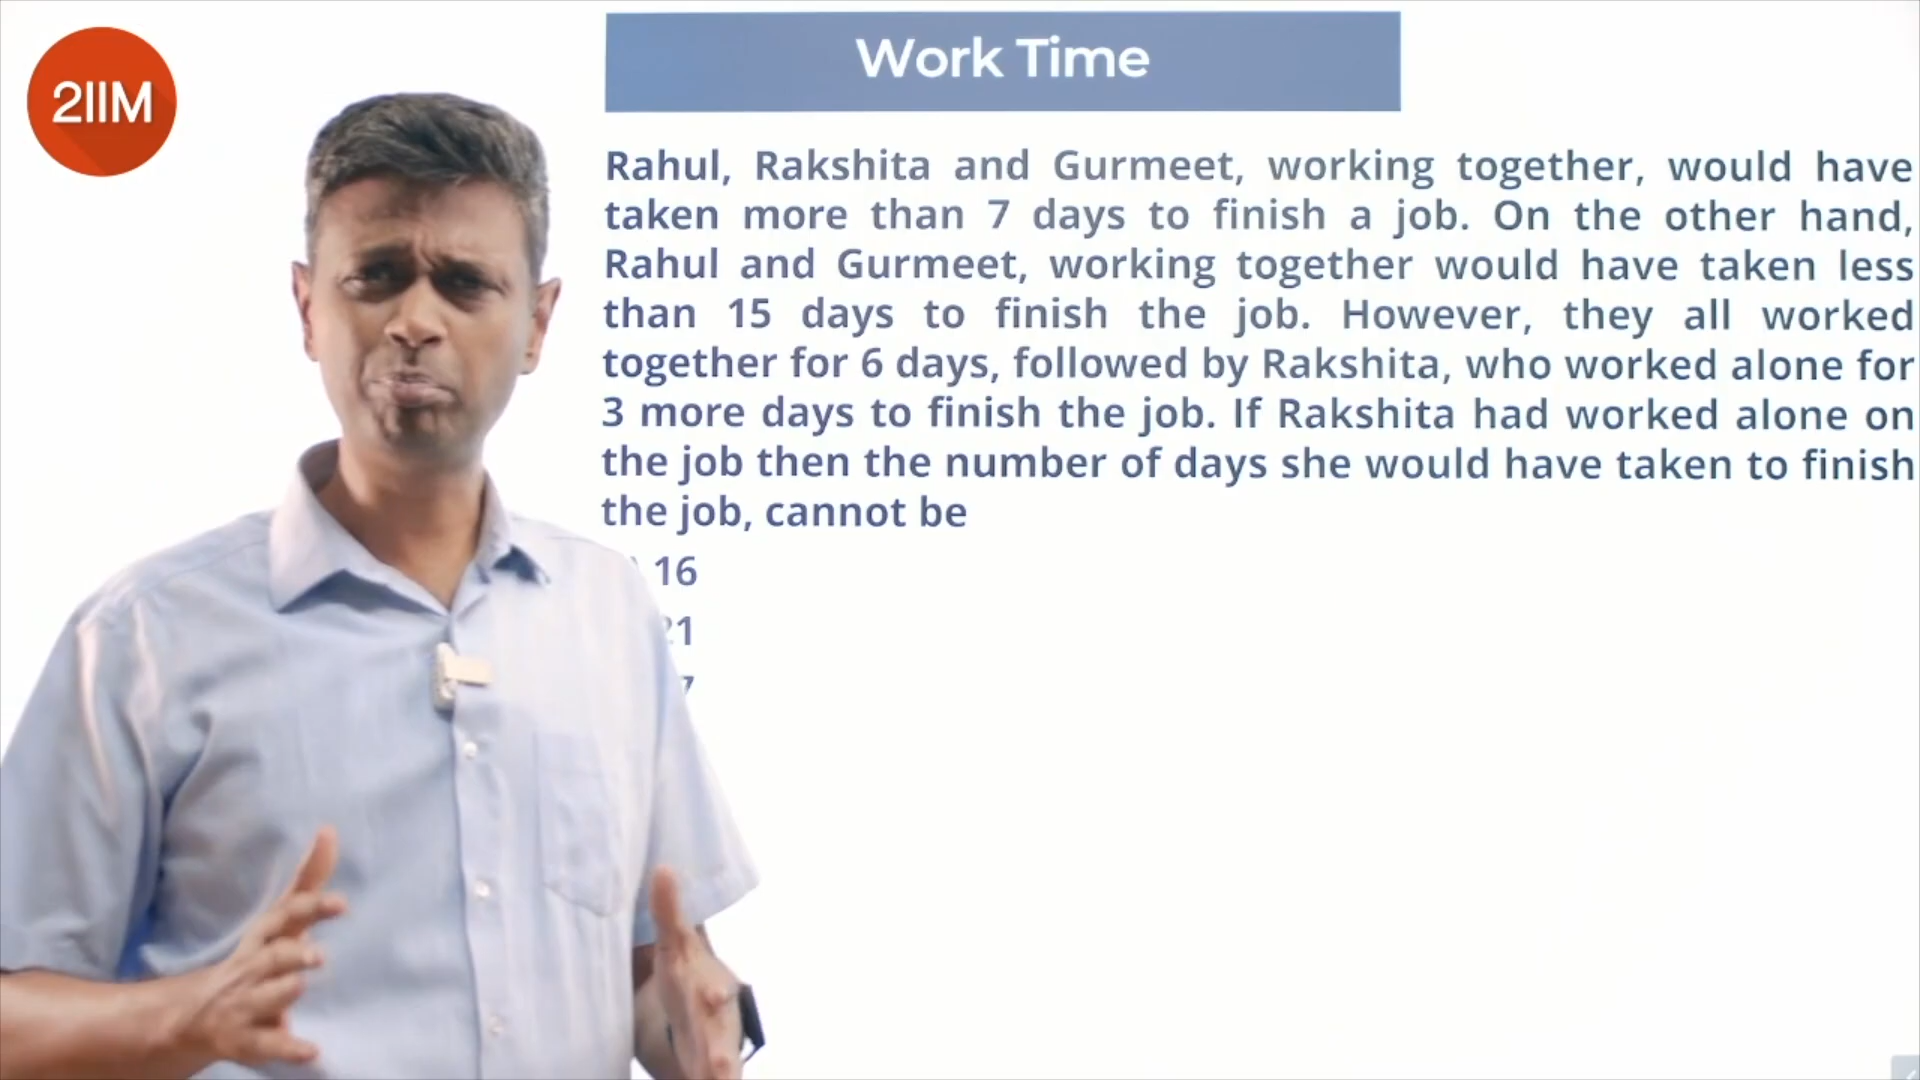 2IIM
Work Time
Rahul, Rakshita and Gurmeet, working together, would have
taken more than 7 days to finish a job. On the other hand,
Rahul and Gurmeet, working together would have taken less
than 15 days to finish the job. However, they all worked
together for 6 days, followed by Rakshita, who worked alone for
3 more days to finish the job. If Rakshita had worked alone on
the job then the number of days she would have taken to finish
the job, cannot be
16
21